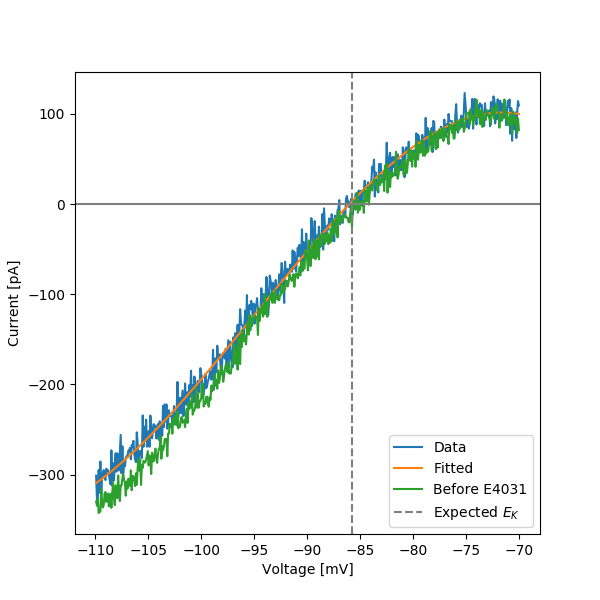 100
0
−100
−200
−300
Current [pA]
−110 −105 −100 −95 −90 −85 −80 −75 −70
Voltage [mV]
Data
Fitted
Before E4031
Expected E_K